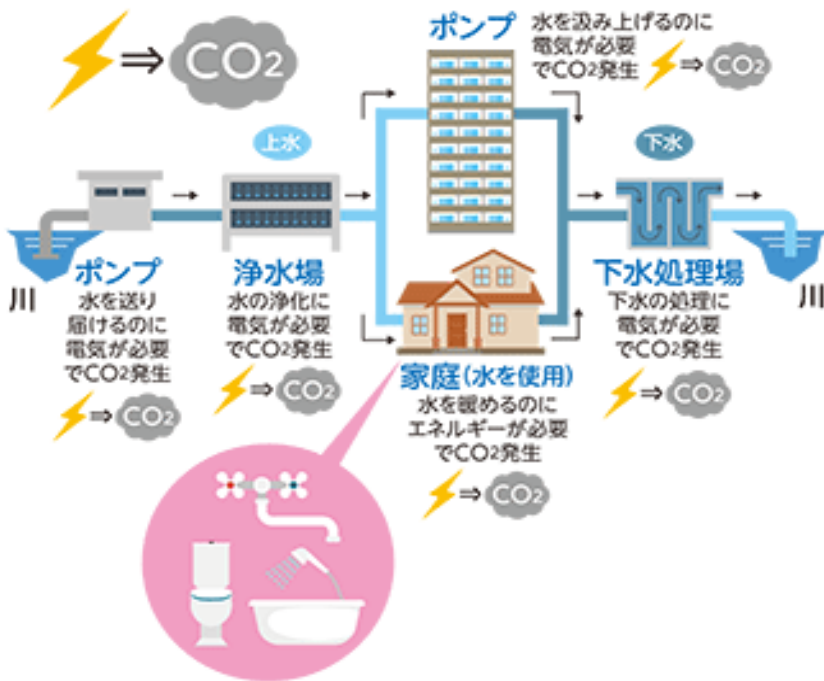 CO2
ポンプ
水を汲み上げるのに
電気が必要
でCO2発生
CO2
上水
下水
川
ポンプ
水を送り
届けるのに
電気が必要
でCO2発生
CO2
浄水場
水の浄化に
電気が必要
でCO2発生
CO2
家庭(水を使用)
水を暖めるのに
エネルギーが必要
でCO2発生
CO2
下水処理場
下水の処理に
電気が必要
でCO2発生
CO2
川